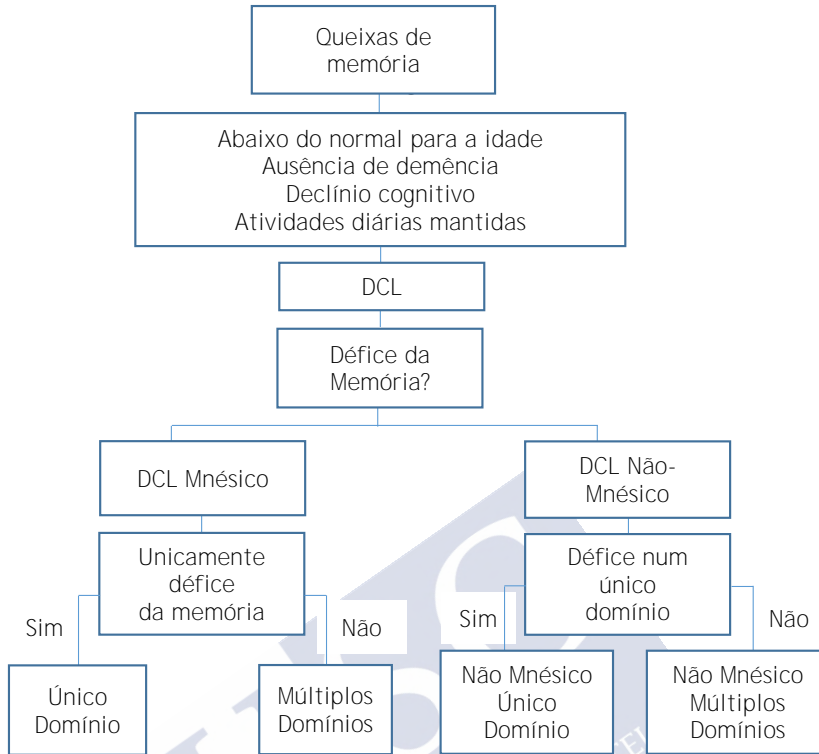 Queixas de
memória
Abaixo do normal para a idade
Ausência de demência
Declínio cognitivo
Atividades diárias mantidas
DCL
Défice da
Memória?
DCL Mnésico
DCL Não-
Mnésico
Unicamente
défice
da memória
Défice num
único
domínio
Sim
Não
Sim
Não
Único
Domínio
Múltiplos
Domínios
Não Mnésico
Único
Domínio
Não Mnésico
Múltiplos
Domínios